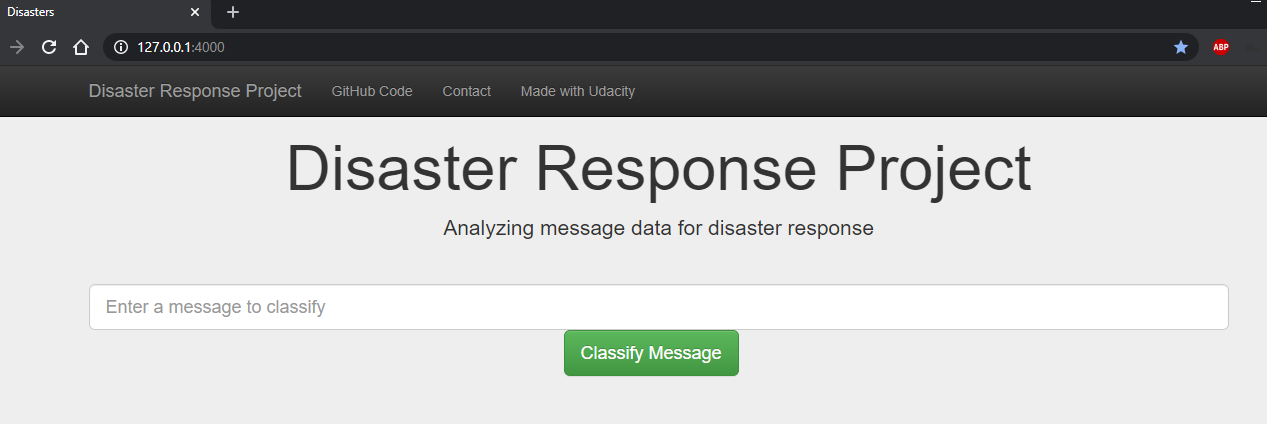 Disasters
127.0.0.1:4000
ABP
Disaster Response Project GitHub Code Contact Made with Udacity
Disaster Response Project
Analyzing message data for disaster response
Enter a message to classify
Classify Message